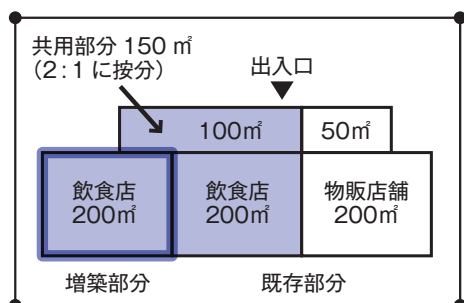 共用部分 150 ㎡
(2:1 に按分)
出入口
100㎡
50㎡
飲食店
200㎡
飲食店
200㎡
物販店舗
200㎡
増築部分
既存部分